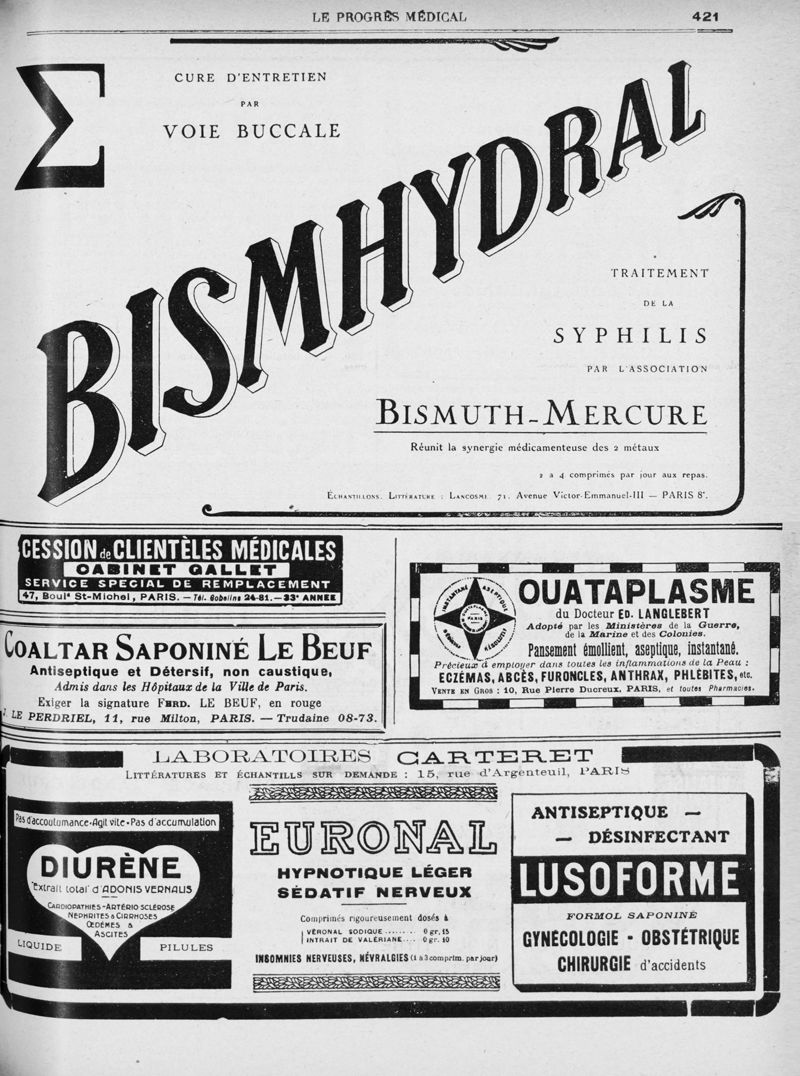 LE PROGRÈS MÉDICAL
421
Σ
CURE D'ENTRETIEN
PAR
VOIE BUCCALE
BISMHYDRAL
TRAITEMENT
DE LA
SYPHILIS
PAR L'ASSOCIATION
BISMUTH-MERCURE
Réunit la synergie médicamenteuse des 2 métaux
2 a 4 comprimés par jour aux repas.
ÉCHANTILLONS. LITTÉRATURE : LANCOSME. 71. Avenue Victor-Emmanuel-III — PARIS 8e.
CESSION de CLIENTÈLES MÉDICALES
CABINET GALLET
SERVICE SPECIAL DE REMPLACEMENT
47, Boulᵈ St-Michel, PARIS. — Tél. Gobelins 24-81. — 33e ANNÉE
COALTAR SAPONINÉ LE BEUF
Antiseptique et Détersif, non caustique,
Admis dans les Hôpitaux de la Ville de Paris.
Exiger la signature FERD. LE BEUF, en rouge
LE PERDRIEL, 11, rue Milton, PARIS. — Trudaine 08-73.
INSTANTANÉ ASEPTIQUE
OUATAPLASME
PARIS
RÉSOLUTIF
OUATAPLASME
du Docteur ED. LANGLEBERT
Adopté par les Ministères de la Guerre,
de la Marine et des Colonies.
Pansement émollient, aseptique, instantané.
Précieux à employer dans toutes les inflammations de la Peau :
ECZÉMAS, ABCÈS, FURONCLES, ANTHRAX, PHLÉBITES, etc.
VENTE EN GROS : 10, Rue Pierre Ducreux, PARIS, et toutes Pharmacies.
LABORATOIRES CARTERET
LITTÉRATURES ET ÉCHANTILLS SUR DEMANDE : 15, rue d'Argenteuil, PARIS
Pas d'accoutumance-Agit vite-Pas d'accumulation
DIURÈNE
"Extrait total" d'ADONIS VERNALIS
CARDIOPATHIES-ARTÉRIO SCLÉROSE
NÉPHRITES & CIRRHOSES
ŒDÈMES &
ASCITES
LIQUIDE
PILULES
EURONAL
HYPNOTIQUE LÉGER
SÉDATIF NERVEUX
Comprimés rigoureusement dosés à
VÉRONAL SODIQUE ........ 0 gr. 15
INTRAIT DE VALÉRIANE.... 0 gr. 10
INSOMNIES NERVEUSES, NÉVRALGIES (1 à 3 comprim. par jour)
ANTISEPTIQUE —
— DÉSINFECTANT
LUSOFORME
FORMOL SAPONINÉ
GYNÉCOLOGIE - OBSTÉTRIQUE
CHIRURGIE d'accidents